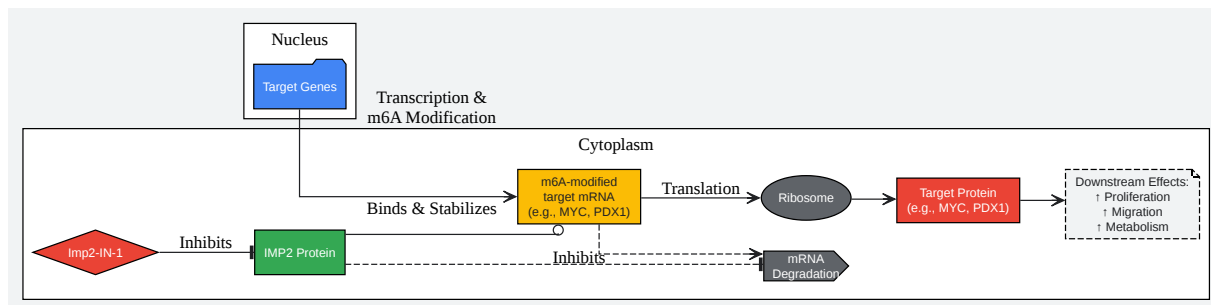 Nucleus
Target Genes
Transcription &
m6A Modification
Cytoplasm
m6A-modified
target mRNA
(e.g., MYC, PDX1)
Translation
Ribosome
Target Protein
(e.g., MYC, PDX1)
Downstream Effects:
↑ Proliferation
↑ Migration
↑ Metabolism
Binds & Stabilizes
Imp2-IN-1
Inhibits
IMP2 Protein
Inhibits
mRNA
Degradation